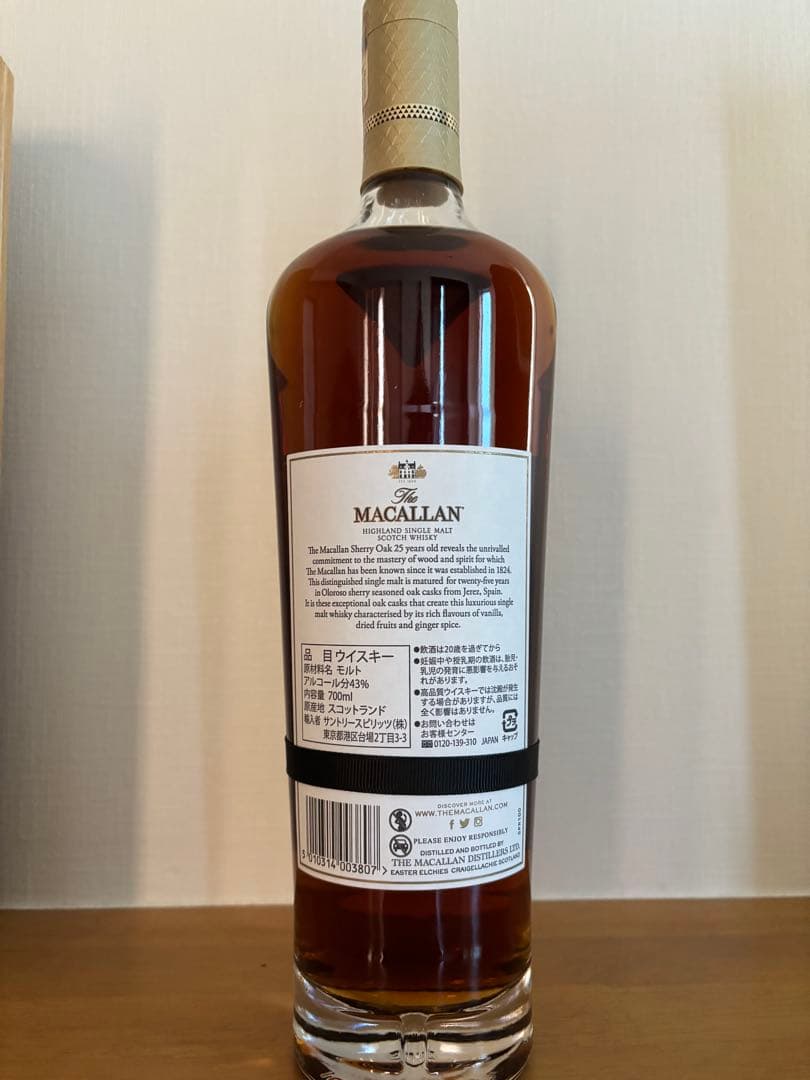 The
MACALLAN
HIGHLAND SINGLE MALT
SCOTCH WHISKY
The Macallan Sherry Oak 25 years old reveals the unrivalled
commitment to the mastery of wood and spirit for which
The Macallan has been known since it was established in 1824.
This distinguished single malt is matured for twenty-five years
in Oloroso sherry seasoned oak casks from Jerez, Spain.
It is these exceptional oak casks that create this luxurious single
malt whisky characterised by its rich flavours of vanilla,
dried fruits and ginger spice.
品 目 ウイスキー
原材料名 モルト
アルコール分43%
内容量 700ml
原産地 スコットランド
輸入者 サントリースピリッツ(株)
東京都港区台場2丁目3-3
●飲酒は20歳を過ぎてから
●妊娠中や授乳期の飲酒は、胎児・
乳児の発育に悪影響を与えるおそ
れがあります。
●高品質ウイスキーでは沈殿が発生
する場合がありますが、品質には
全く影響はありません。
●お問い合わせは
お客様センター
0120-139-310 JAPAN キャップ
プラ
DISCOVER MORE AT
WWW.THEMACALLAN.COM
PLEASE ENJOY RESPONSIBLY
DISTILLED AND BOTTLED BY
THE MACALLAN DISTILLERS LTD.
EASTER ELCHIES CRAIGELLACHIE SCOTLAND
5 010314 003807 >